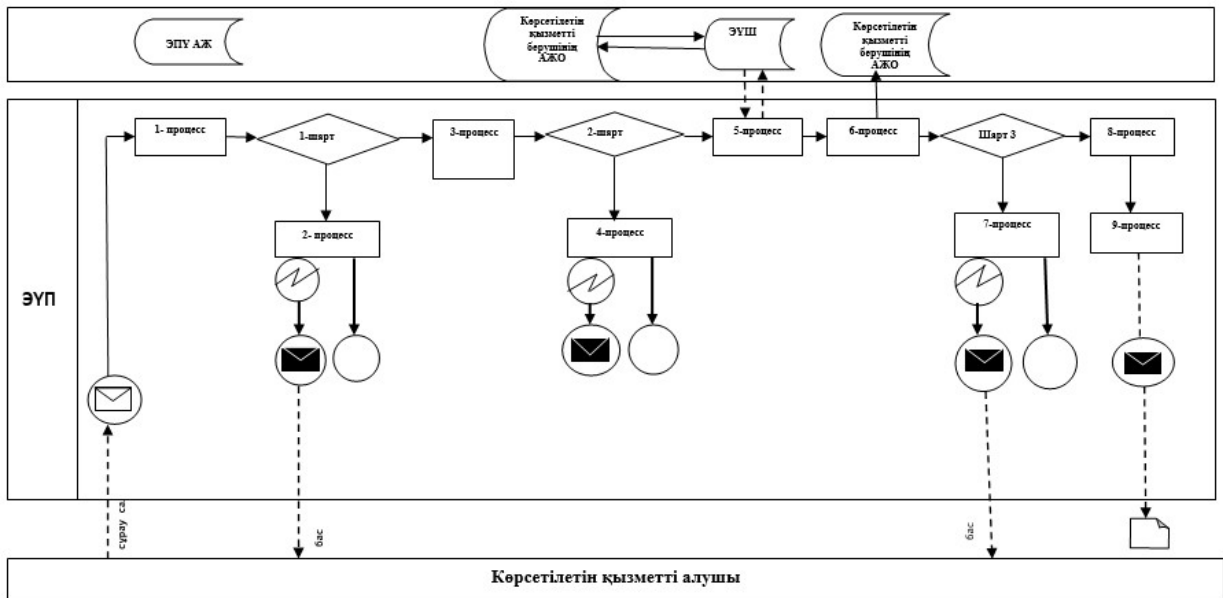 ЭПҮ АЖ
Көрсетілетін
қызметті
берушінің
АЖО
ЭҮШ
Көрсетілетін
қызметті
берушінің
АЖО
1- процесс
1-шарт
3-процесс
2-шарт
5-процесс
6-процесс
Шарт 3
8-процесс
2- процесс
4-процесс
7-процесс
9-процесс
ЭҮП
сұрау са
бас
бас
Көрсетілетін қызметті алушы